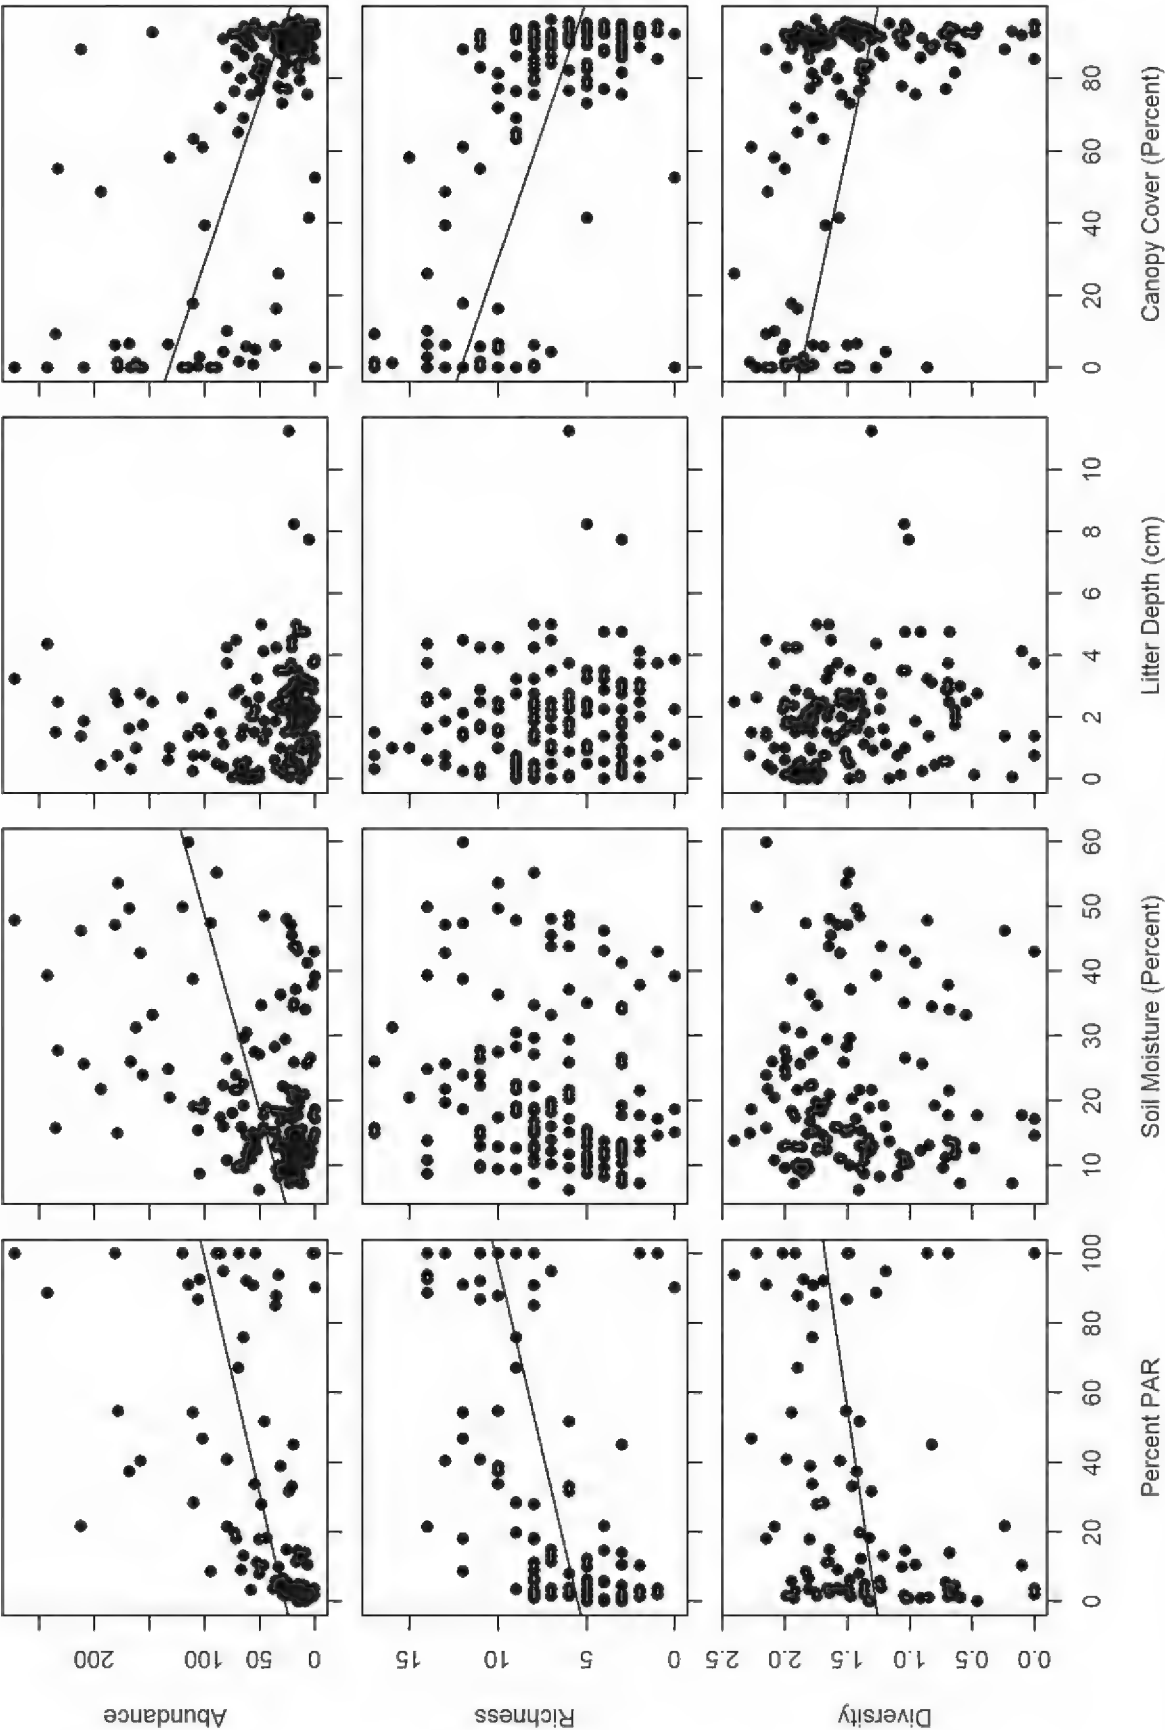 Abundance
0 50 100 200
Richness
0 5 10 15
Diversity
0.0 0.5 1.0 1.5 2.0 2.5
0 20 40 60 80 100
10 20 30 40 50 60
0 2 4 6 8 10
0 20 40 60 80
Percent PAR
Soil Moisture (Percent)
Litter Depth (cm)
Canopy Cover (Percent)